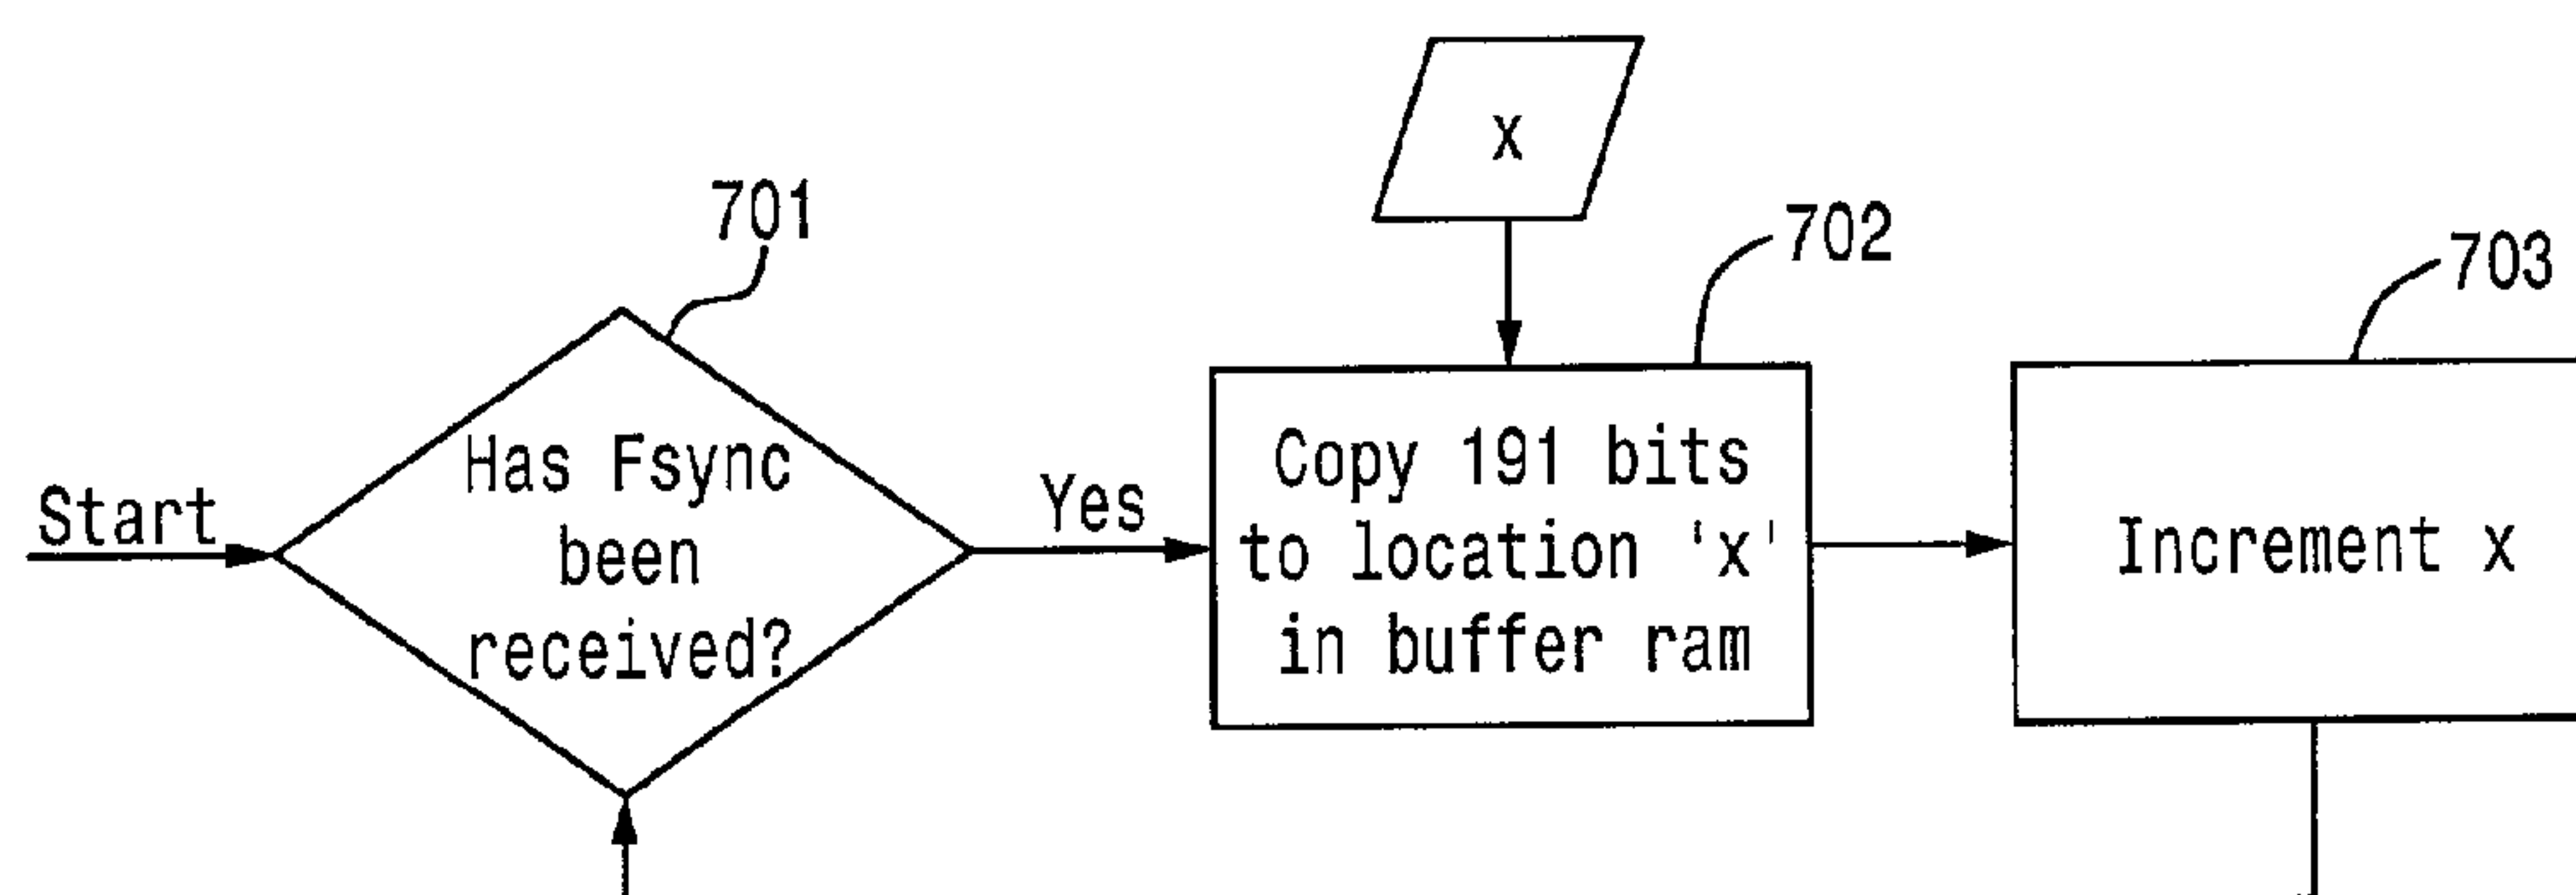 x
701
702
703
Start
Has Fsync
been
received?
Yes
Copy 191 bits
to location 'x'
in buffer ram
Increment x